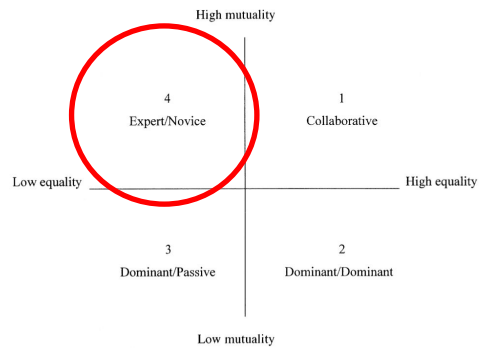 High mutuality
4
Expert/Novice
1
Collaborative
Low equality
High equality
3
Dominant/Passive
2
Dominant/Dominant
Low mutuality